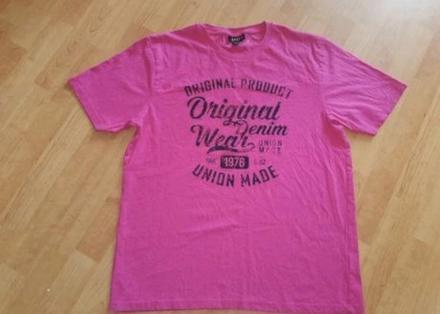 ORIGINAL PRODUCT
Original
Denim
Wear UNION
MADE
1976
UNION MADE